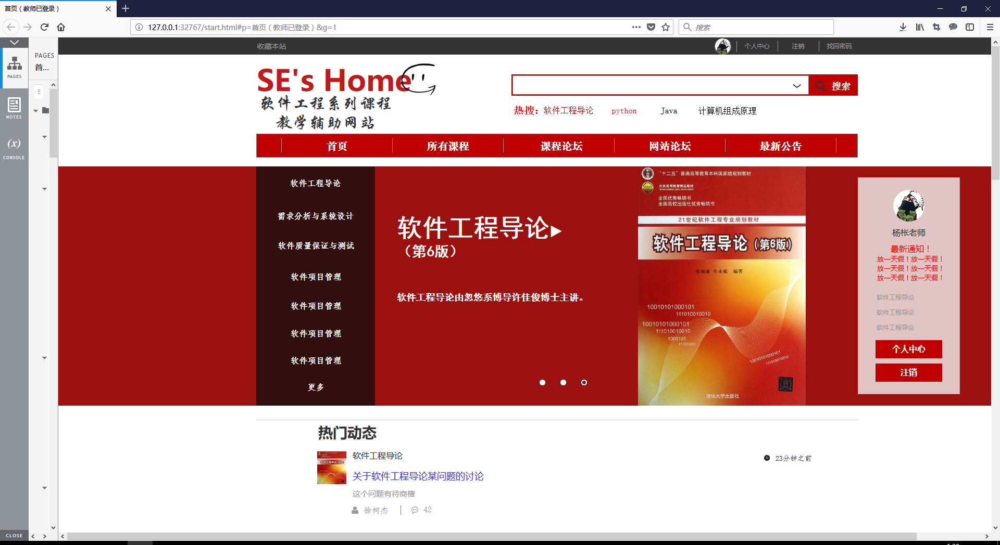 首页（教师已登录）
127.0.0.1:32767/start.html#p=首页（教师已登录）&g=1
搜索
PAGES
NOTES
(x)
CONSOLE
CLOSE
PAGES
首...
S
收藏本站
个人中心
注销
找回密码
SE's Home
软件工程系列课程
教学辅助网站
搜索
热搜：软件工程导论 python Java 计算机组成原理
首页 所有课程 课程论坛 网站论坛 最新公告
软件工程导论
需求分析与系统设计
软件质量保证与测试
软件项目管理
软件项目管理
软件项目管理
软件项目管理
更多
软件工程导论▶
（第6版）
软件工程导论由忽悠系博导许佳俊博士主讲。
“十二五”普通高等教育本科国家级规划教材
北京高等教育精品教材
全国优秀畅销书
全国高校出版社优秀畅销书
21世纪软件工程专业规划教材
软件工程导论（第6版）
张海藩 牟永敏 编著
10010101000101
111010010010
10010101000101
111010010010
1000101
11101001
10010101000101
111010010010
清华大学出版社
杨枨老师
最新通知！
放一天假！放一天假！
放一天假！放一天假！
放一天假！放一天假！
软件工程导论
软件工程导论
软件工程导论
个人中心
注销
热门动态
软件工程导论
23分钟之前
关于软件工程导论某问题的讨论
这个问题有待商榷
徐柯杰
42